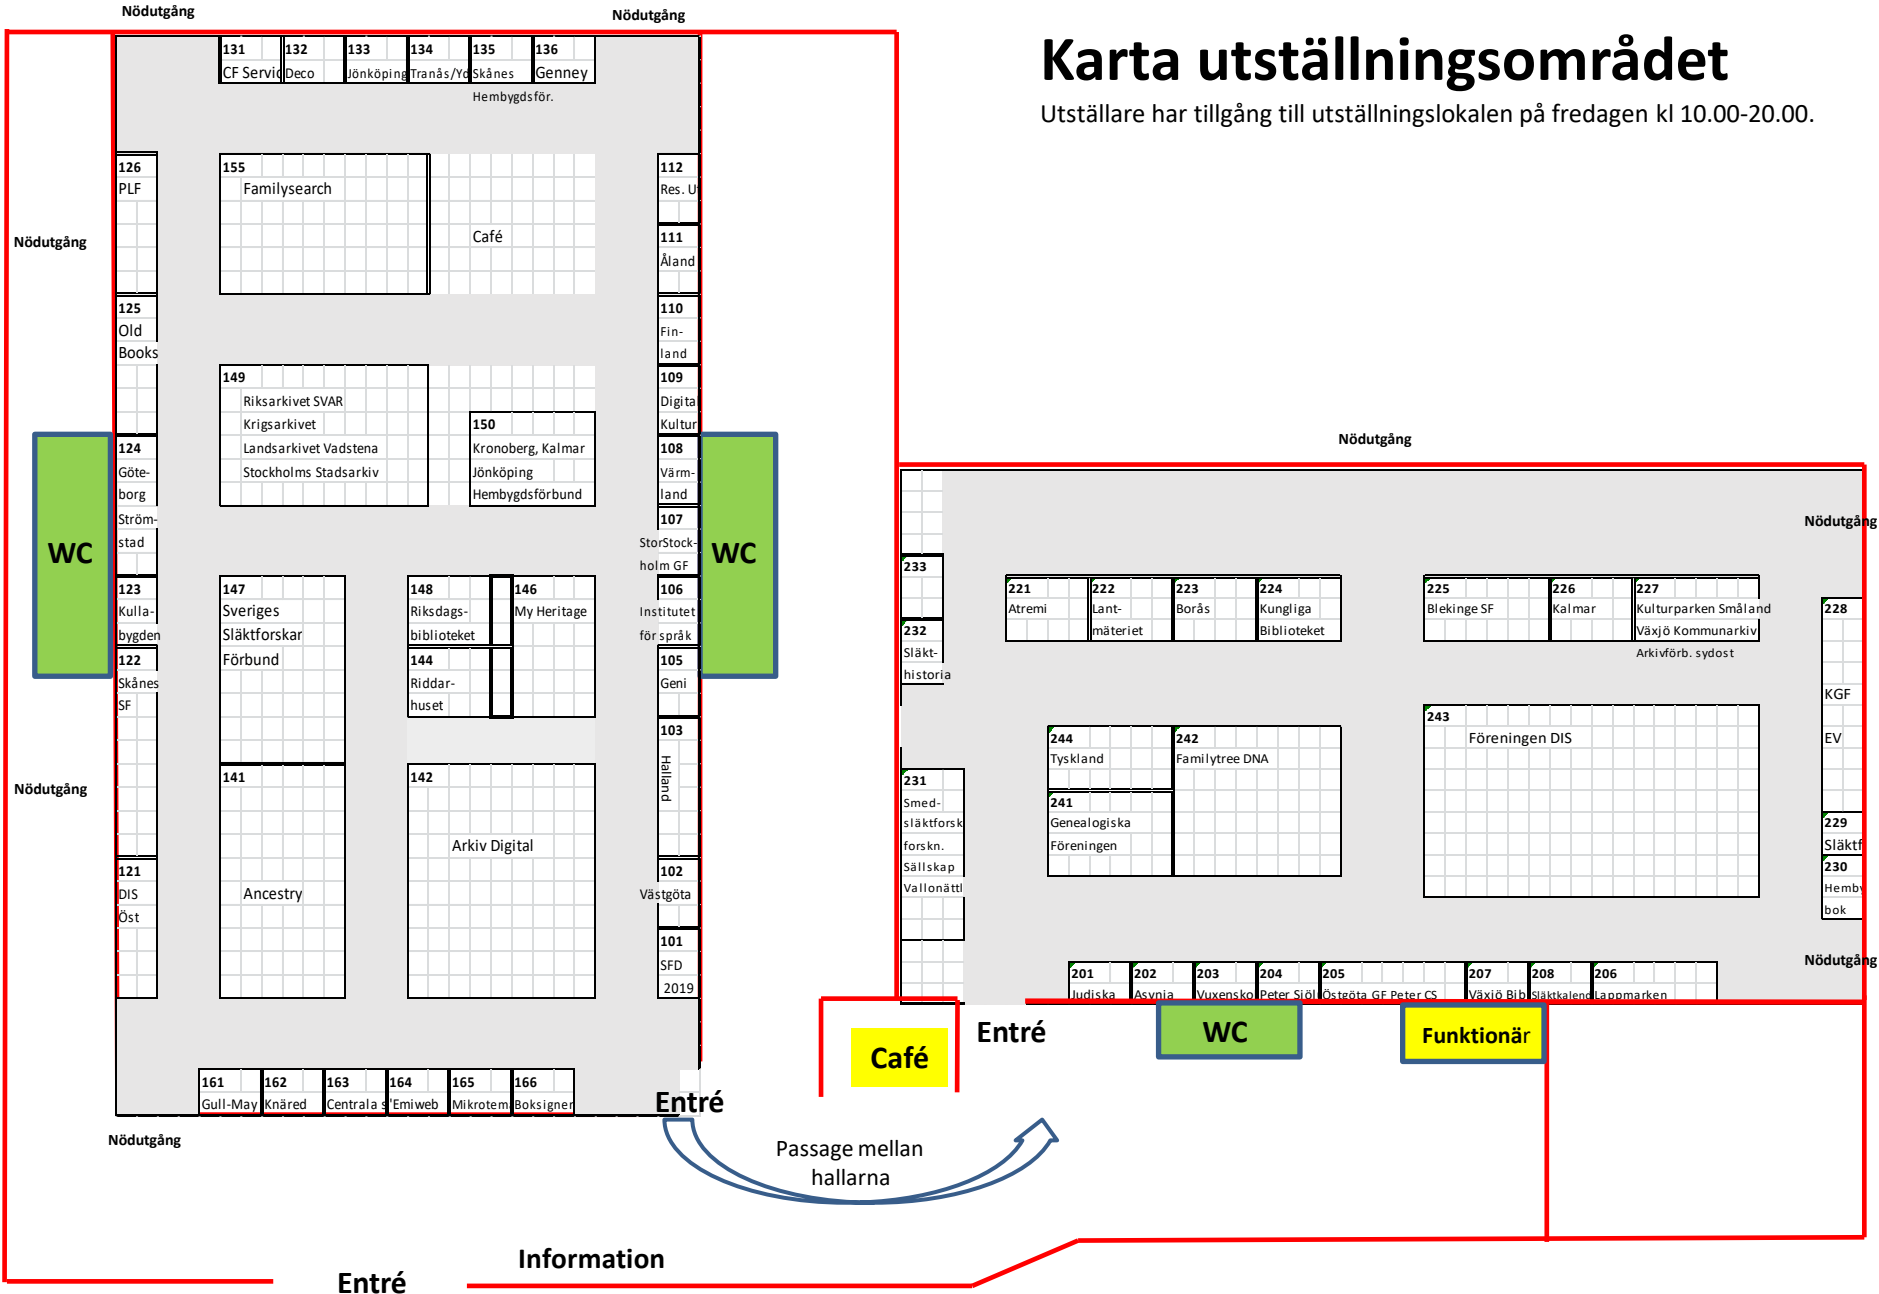 Nödutgång
Nödutgång
Karta utställningsområdet
Utställare har tillgång till utställningslokalen på fredagen kl 10.00-20.00.
131
CF Servic
132
Deco
133
Jönköping
134
Tranås/Yd
135
Skånes
Hembygdsför.
136
Genney
126
PLF
155
Familysearch
Café
112
Res. U
111
Åland
Nödutgång
125
Old
Books
110
Fin-
land
149
Riksarkivet SVAR
Krigsarkivet
Landsarkivet Vadstena
Stockholms Stadsarkiv
150
Kronoberg, Kalmar
Jönköping
Hembygdsförbund
109
Digita
Kultur
124
Göte-
borg
Ström-
stad
108
Värm-
land
107
StorStock-
holm GF
WC
WC
123
Kulla-
bygden
122
Skånes
SF
147
Sveriges
Släktforskar
Förbund
148
Riksdags-
biblioteket
146
My Heritage
144
Riddar-
huset
106
Institutet
för språk
105
Geni
103
Halland
Nödutgång
141
Ancestry
142
Arkiv Digital
121
DIS
Öst
102
Västgöta
101
SFD
2019
161
Gull-May
162
Knäred
163
Centrala s
164
'Emiweb
165
Mikrotem
166
Boksigner
Entré
Nödutgång
Nödutgång
Nödutgång
233
232
Släkt-
historia
221
Atremi
222
Lant-
mäteriet
223
Borås
224
Kungliga
Biblioteket
225
Blekinge SF
226
Kalmar
227
Kulturparken Småland
Växjö Kommunarkiv
Arkivförb. sydost
228
KGF
EV
244
Tyskland
242
Familytree DNA
243
Föreningen DIS
231
Smed-
släktforsk
forskn.
Sällskap
Vallonättl
241
Genealogiska
Föreningen
229
Släktf
230
Hemby
bok
Nödutgång
201
Judiska
202
Asynja
203
Vuxensko
204
Peter Sjöl
205
Östgöta GF Peter CS
207
Växjö Bib
208
Släktkalend
206
Lappmarken
Café
Entré
WC
Funktionär
Passage mellan
hallarna
Information
Entré